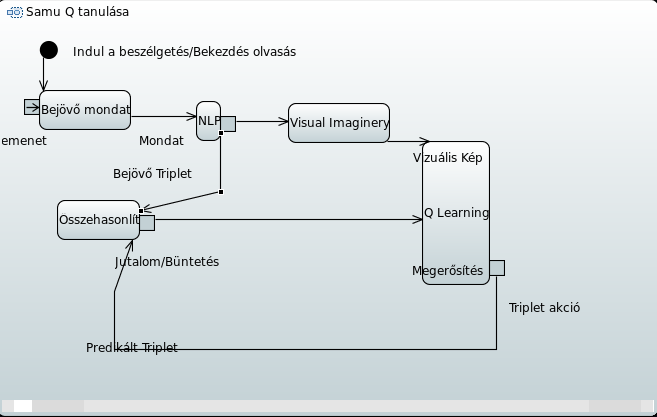 Samu Q tanulása
Indul a beszélgetés/Bekezdés olvasás
Bejövő mondat
NLP
Visual Imaginery
emenet
Mondat
Vizuális Kép
Bejövő Triplet
Osszehasonlít
Q Learning
Jutalom/Büntetés
Megerősítés
Triplet akció
Predikált Triplet